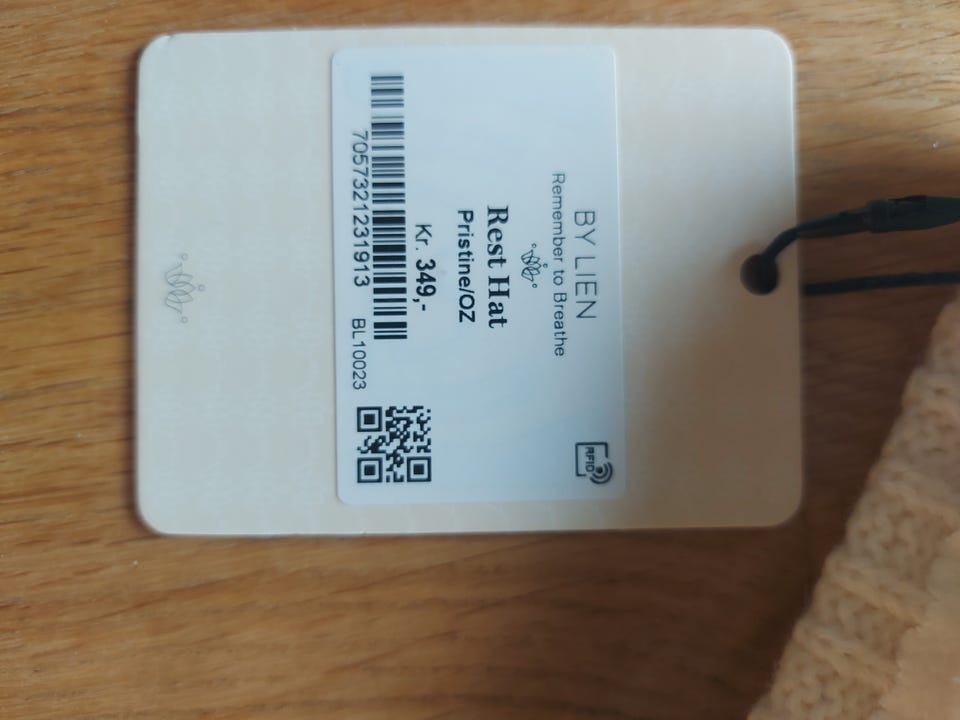 BY LIEN
Remember to Breathe
Rest Hat
Pristine/OZ
Kr. 349,-
7057321231913 BL10023
RFID